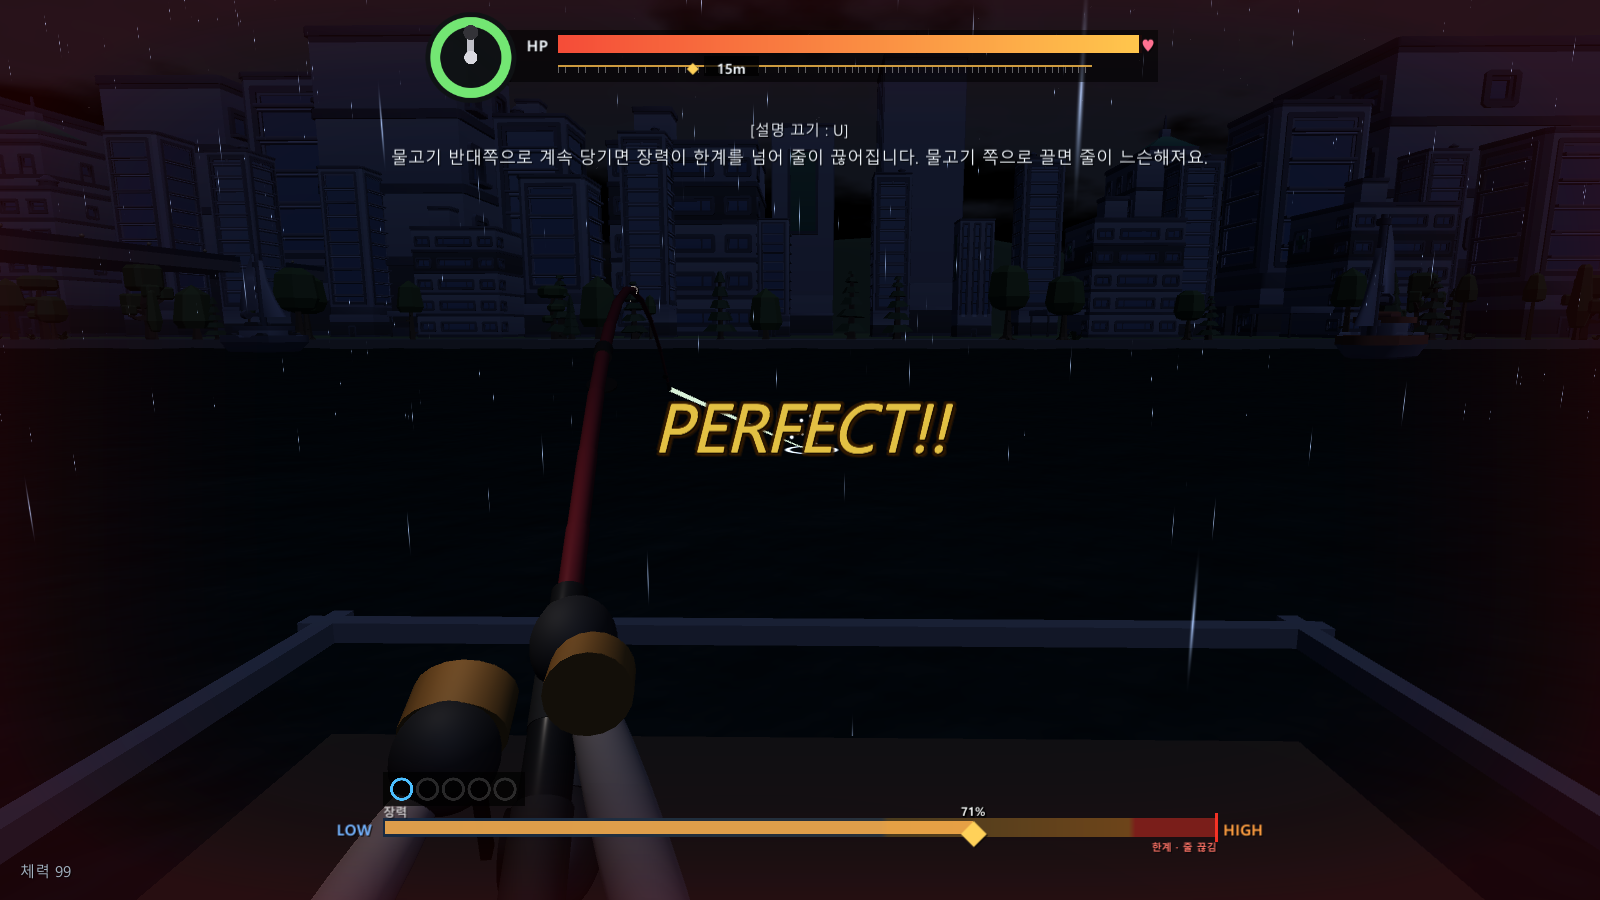 HP
15m
[설명 끄기 : U]
물고기 반대쪽으로 계속 당기면 장력이 한계를 넘어 줄이 끊어집니다. 물고기 쪽으로 끌면 줄이 느슨해져요.
PERFECT!!
장력
71%
LOW
HIGH
한계 · 줄 끊김
체력 99